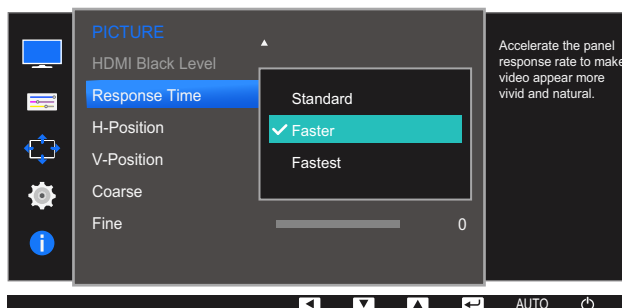 PICTURE
HDMI Black Level
Response Time
H-Position
V-Position
Coarse
Fine
0
Standard
Faster
Fastest
Accelerate the panel
response rate to make
video appear more
vivid and natural.
AUTO